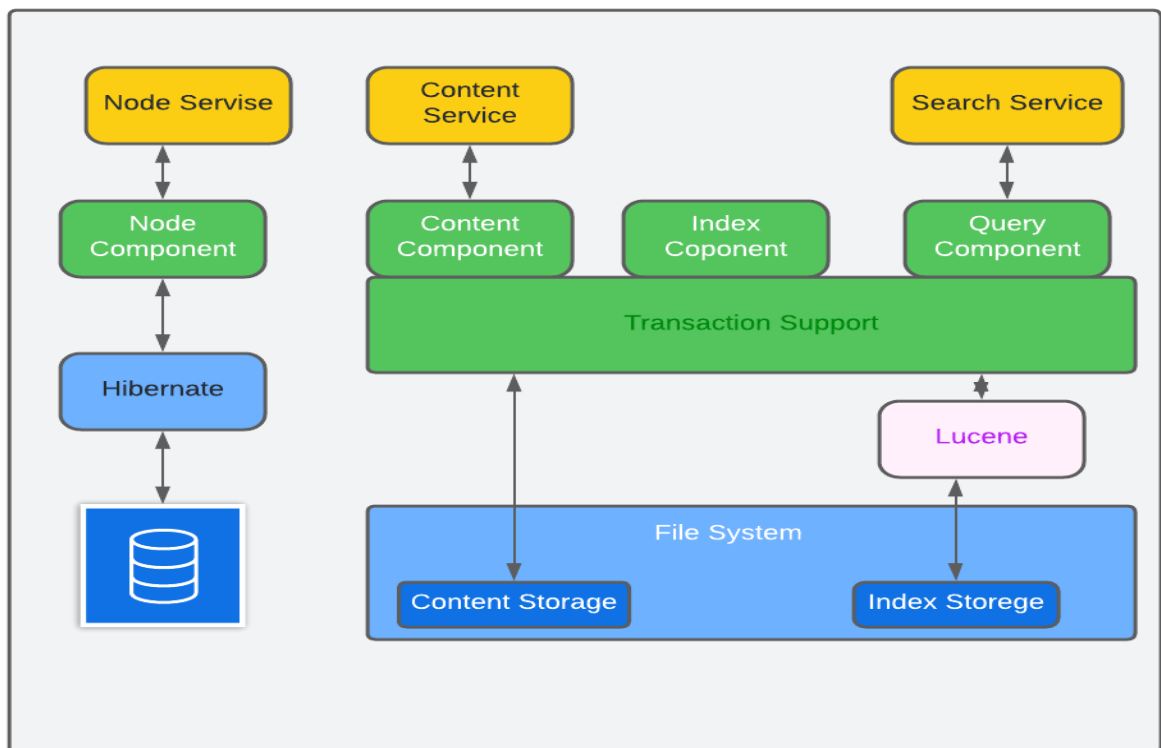 Node Servise
Content
Service
Search Service
Node
Component
Content
Component
Index
Coponent
Query
Component
Transaction Support
Hibernate
Lucene
File System
Content Storage
Index Storege